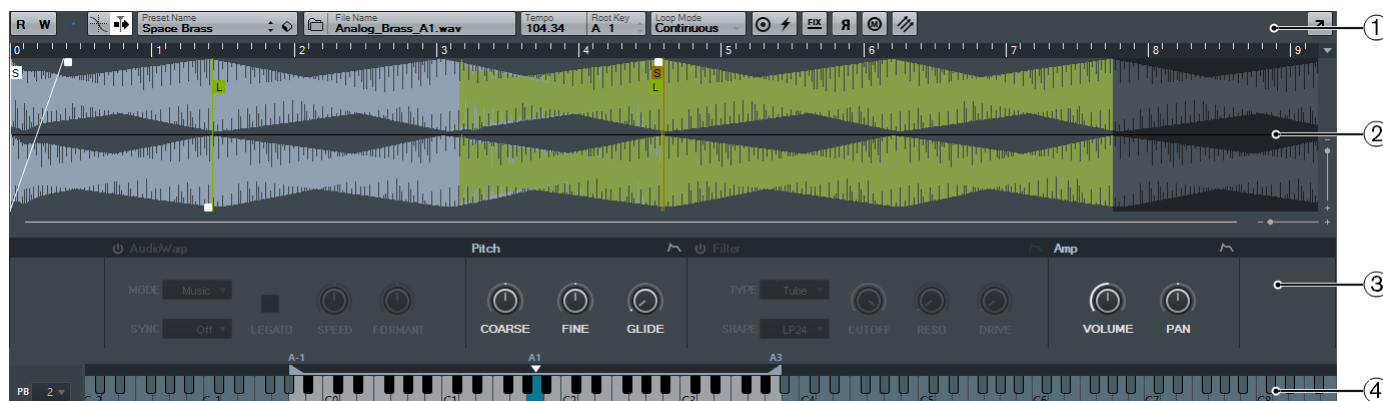 R W Preset Name File Name Tempo Root Key Loop Mode
Space Brass Analog_Brass_A1.wav 104.34 A 1 Continuous FIX R M
1
0 1 2 3 4 5 6 7 8 9
S S
L L
2
AudioWarp Pitch Filter Amp
MODE Music TYPE Tube
3
SYNC Off LEGATO SPEED FORMANT COARSE FINE GLIDE SHAPE LP24 CUTOFF RESO DRIVE VOLUME PAN
A-1 A1 A3
PB 2 C-2 C-1 C0 C1 C2 C3 C4 C5 C6 C7 C8
4